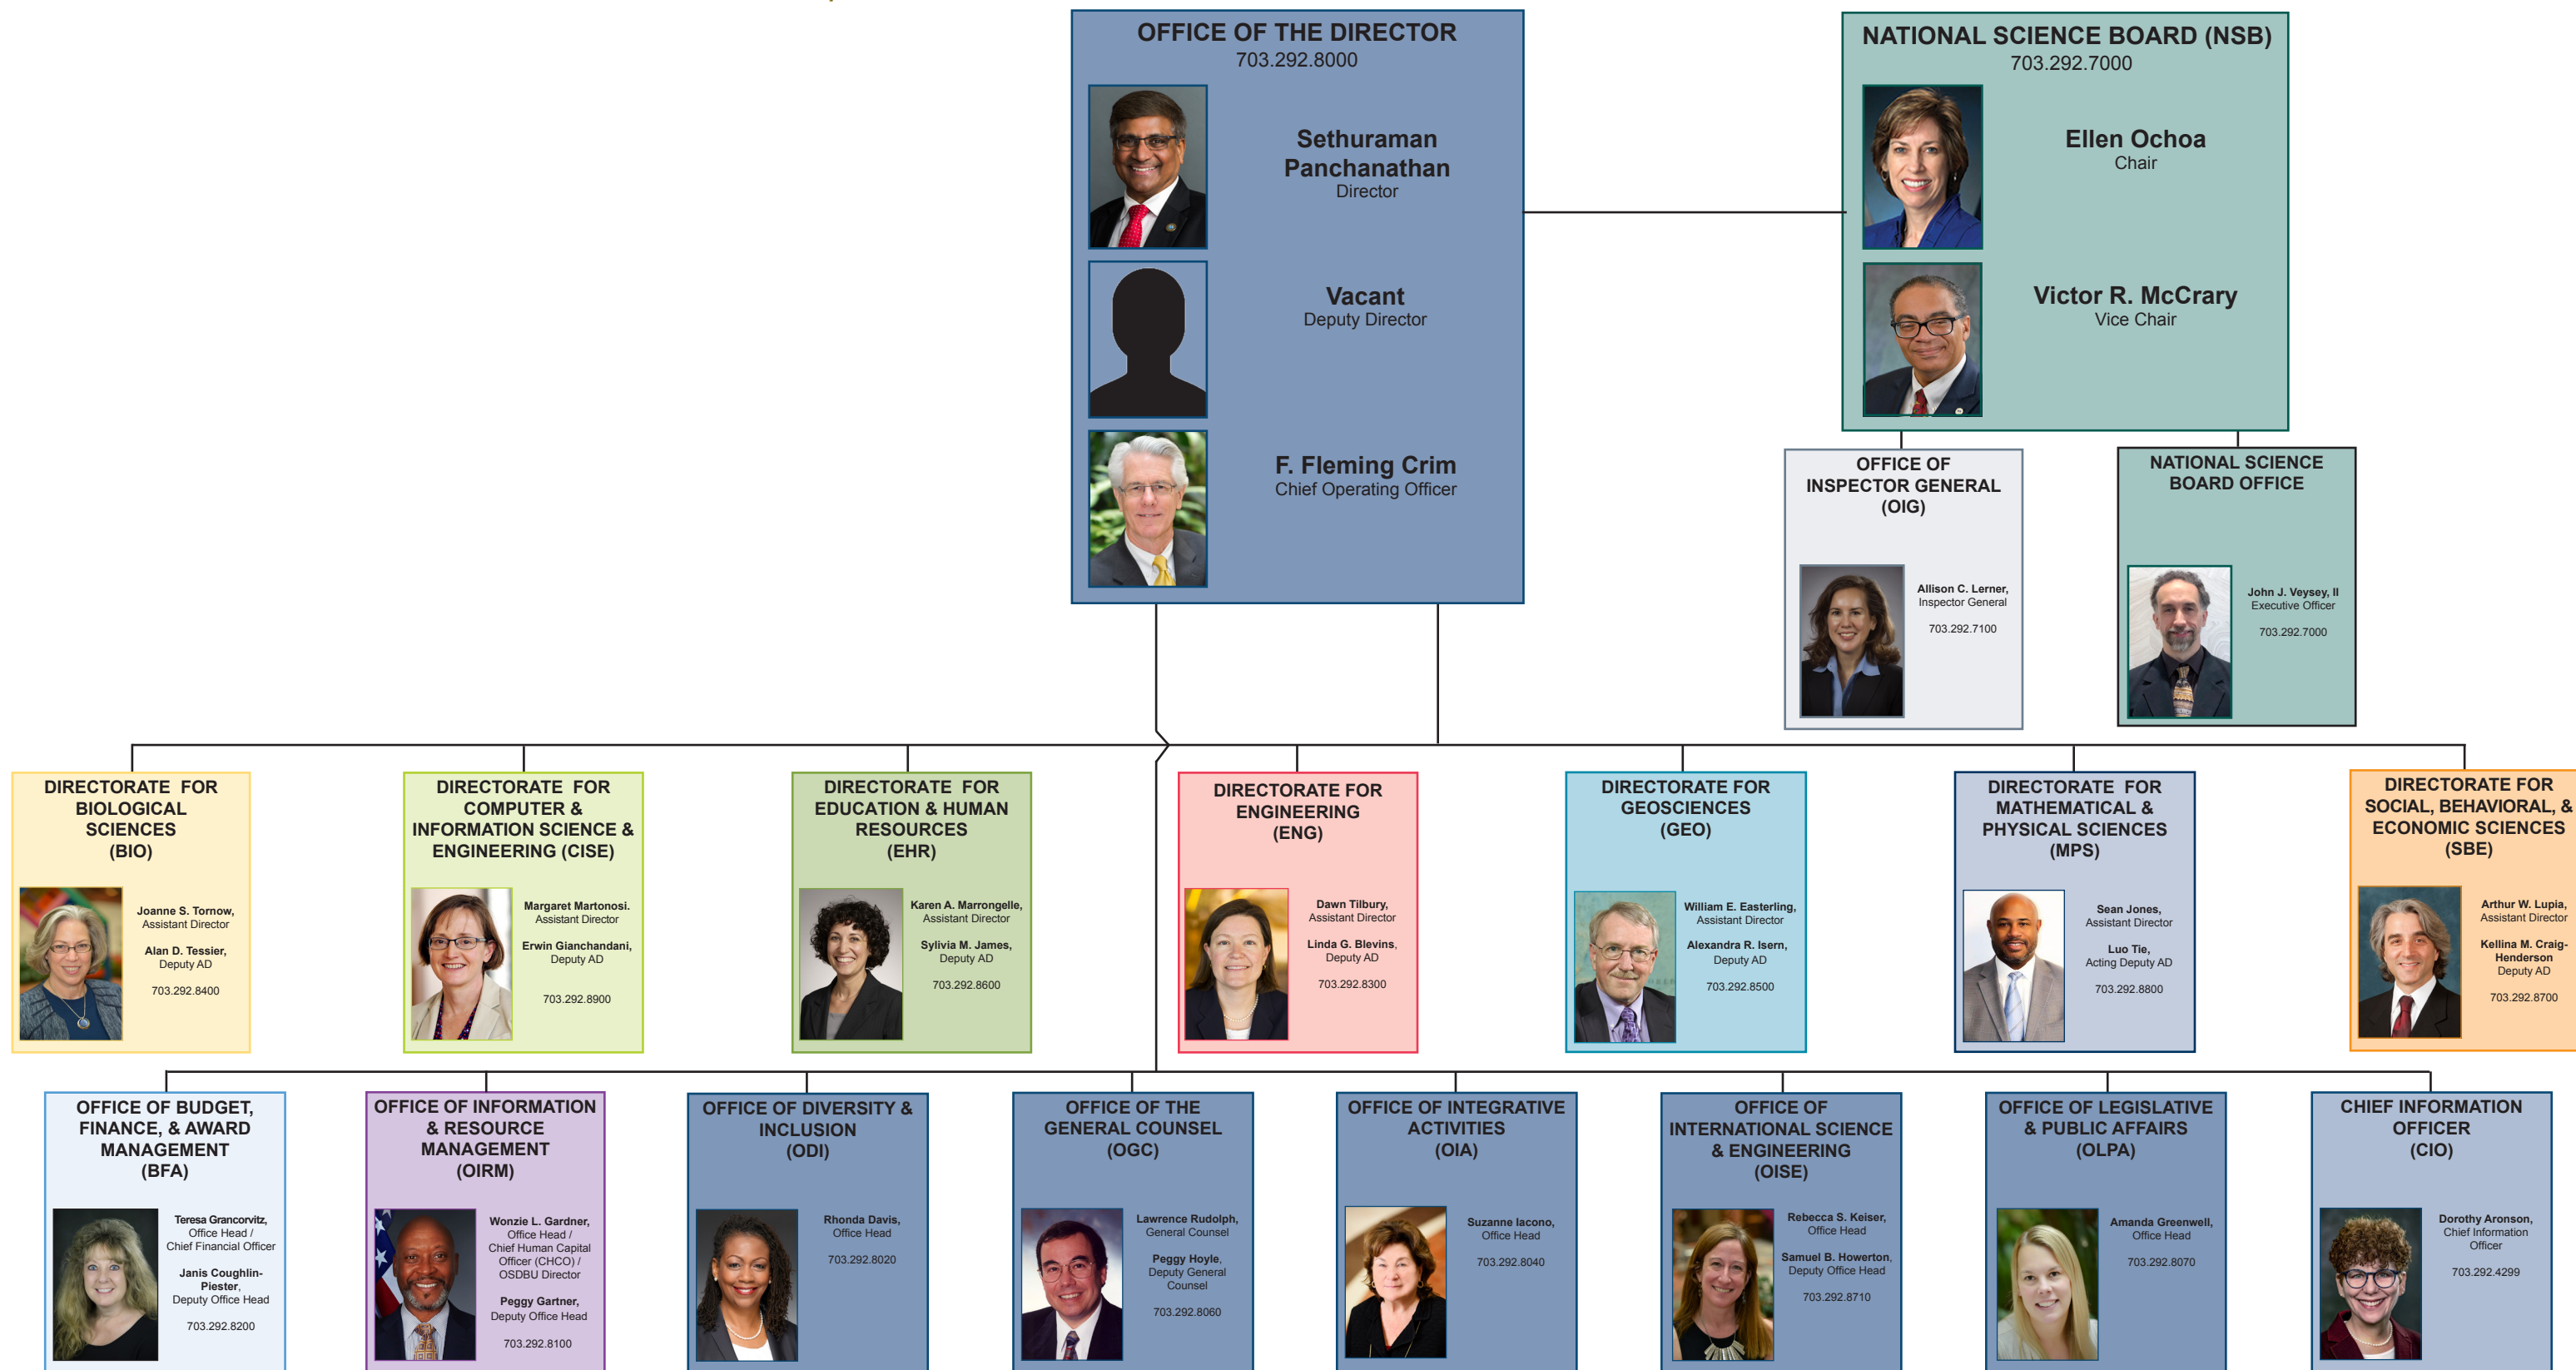 OFFICE OF THE DIRECTOR
703.292.8000
Sethuraman
Panchanathan
Director
Vacant
Deputy Director
F. Fleming Crim
Chief Operating Officer
NATIONAL SCIENCE BOARD (NSB)
703.292.7000
Ellen Ochoa
Chair
Victor R. McCrary
Vice Chair
OFFICE OF
INSPECTOR GENERAL
(OIG)
Allison C. Lerner,
Inspector General
703.292.7100
NATIONAL SCIENCE
BOARD OFFICE
John J. Veysey, II
Executive Officer
703.292.7000
DIRECTORATE FOR
BIOLOGICAL
SCIENCES
(BIO)
Joanne S. Tornow,
Assistant Director
Alan D. Tessier,
Deputy AD
703.292.8400
DIRECTORATE FOR
COMPUTER &
INFORMATION SCIENCE &
ENGINEERING (CISE)
Margaret Martonosi.
Assistant Director
Erwin Gianchandani,
Deputy AD
703.292.8900
DIRECTORATE FOR
EDUCATION & HUMAN
RESOURCES
(EHR)
Karen A. Marrongelle,
Assistant Director
Sylivia M. James,
Deputy AD
703.292.8600
DIRECTORATE FOR
ENGINEERING
(ENG)
Dawn Tilbury,
Assistant Director
Linda G. Blevins,
Deputy AD
703.292.8300
DIRECTORATE FOR
GEOSCIENCES
(GEO)
William E. Easterling,
Assistant Director
Alexandra R. Isern,
Deputy AD
703.292.8500
DIRECTORATE FOR
MATHEMATICAL &
PHYSICAL SCIENCES
(MPS)
Sean Jones,
Assistant Director
Luo Tie,
Acting Deputy AD
703.292.8800
DIRECTORATE FOR
SOCIAL, BEHAVIORAL, &
ECONOMIC SCIENCES
(SBE)
Arthur W. Lupia,
Assistant Director
Kellina M. Craig-
Henderson
Deputy AD
703.292.8700
OFFICE OF BUDGET,
FINANCE, & AWARD
MANAGEMENT
(BFA)
Teresa Grancorvitz,
Office Head /
Chief Financial Officer
Janis Coughlin-
Piester,
Deputy Office Head
703.292.8200
OFFICE OF INFORMATION
& RESOURCE
MANAGEMENT
(OIRM)
Wonzie L. Gardner,
Office Head /
Chief Human Capital
Officer (CHCO) /
OSDBU Director
Peggy Gartner,
Deputy Office Head
703.292.8100
OFFICE OF DIVERSITY &
INCLUSION
(ODI)
Rhonda Davis,
Office Head
703.292.8020
OFFICE OF THE
GENERAL COUNSEL
(OGC)
Lawrence Rudolph,
General Counsel
Peggy Hoyle,
Deputy General
Counsel
703.292.8060
OFFICE OF INTEGRATIVE
ACTIVITIES
(OIA)
Suzanne Iacono,
Office Head
703.292.8040
OFFICE OF
INTERNATIONAL SCIENCE
& ENGINEERING
(OISE)
Rebecca S. Keiser,
Office Head
Samuel B. Howerton,
Deputy Office Head
703.292.8710
OFFICE OF LEGISLATIVE
& PUBLIC AFFAIRS
(OLPA)
Amanda Greenwell,
Office Head
703.292.8070
CHIEF INFORMATION
OFFICER
(CIO)
Dorothy Aronson,
Chief Information
Officer
703.292.4299